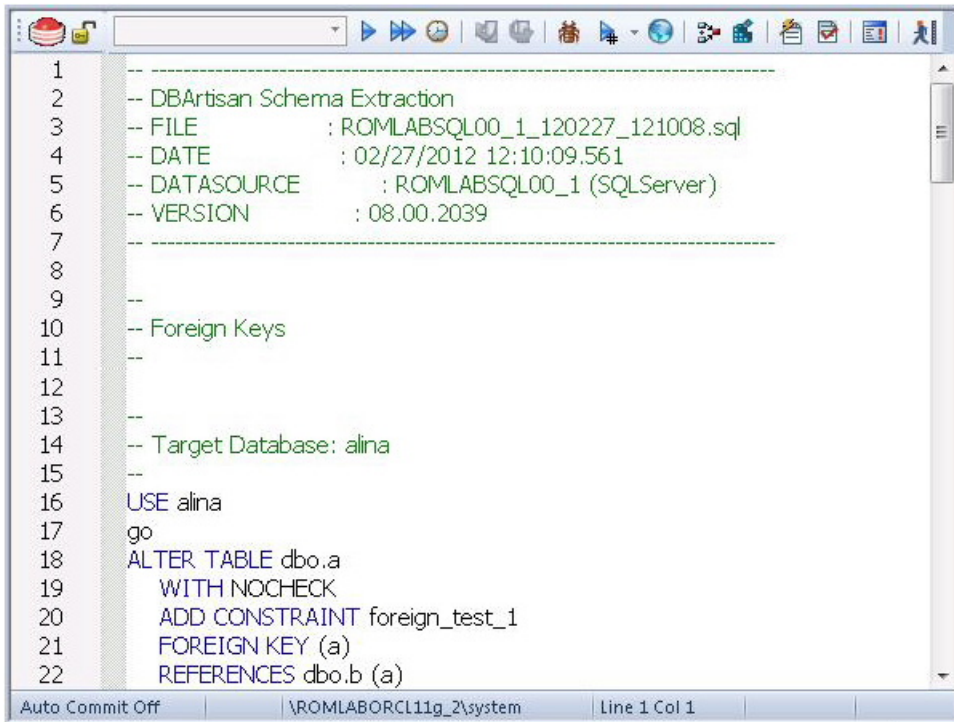 1 -- ------------------------------------------------------------------------------
2 -- DBArtisan Schema Extraction
3 -- FILE : ROMLABSQL00_1_120227_121008.sql
4 -- DATE : 02/27/2012 12:10:09.561
5 -- DATASOURCE : ROMLABSQL00_1 (SQLServer)
6 -- VERSION : 08.00.2039
7 -- ------------------------------------------------------------------------------
8
9 --
10 -- Foreign Keys
11 --
12
13 --
14 -- Target Database: alina
15 --
16 USE alina
17 go
18 ALTER TABLE dbo.a
19 WITH NOCHECK
20 ADD CONSTRAINT foreign_test_1
21 FOREIGN KEY (a)
22 REFERENCES dbo.b (a)
Auto Commit Off \ROMLABORCL11g_2\system Line 1 Col 1